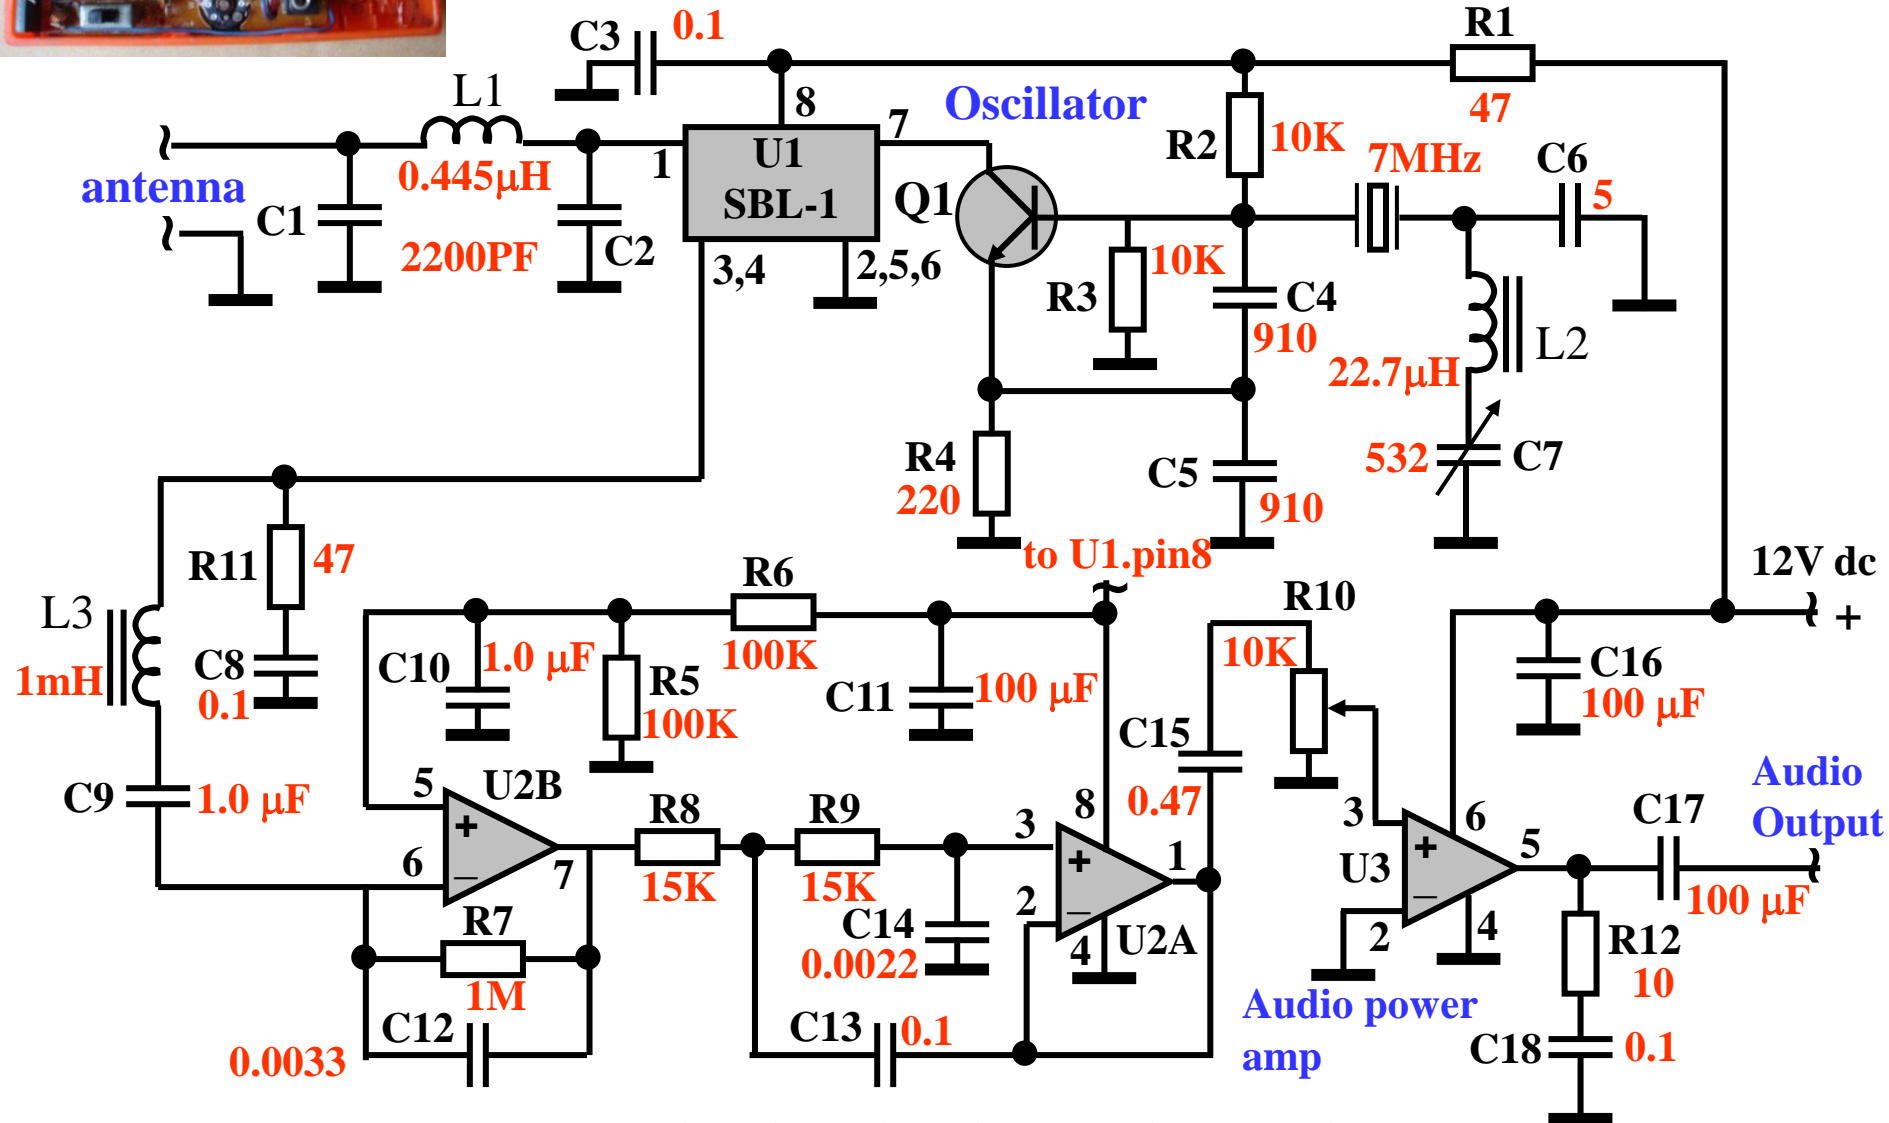 C3 0.1
R1
47
L1
0.445μH
8
7
1
U1
SBL-1
3,4
2,5,6
Oscillator
R2
10K
7MHz
C6
5
antenna
C1
2200PF
C2
Q1
R3
10K
C4
910
22.7μH
L2
R4
220
C5
910
532
C7
to U1.pin8
12V dc
+
R11
47
L3
1mH
C8
0.1
R6
100K
C10
1.0 μF
R5
100K
C11
100 μF
R10
10K
C16
100 μF
C15
0.47
C9
1.0 μF
5
U2B
+
6
_
7
R8
15K
R9
15K
3
8
+
1
2
_
4
U2A
C14
0.0022
R7
1M
C12
0.0033
C13
0.1
3
6
+
U3
5
_
2
4
C17
100 μF
Audio
Output
R12
10
C18
0.1
Audio power
amp